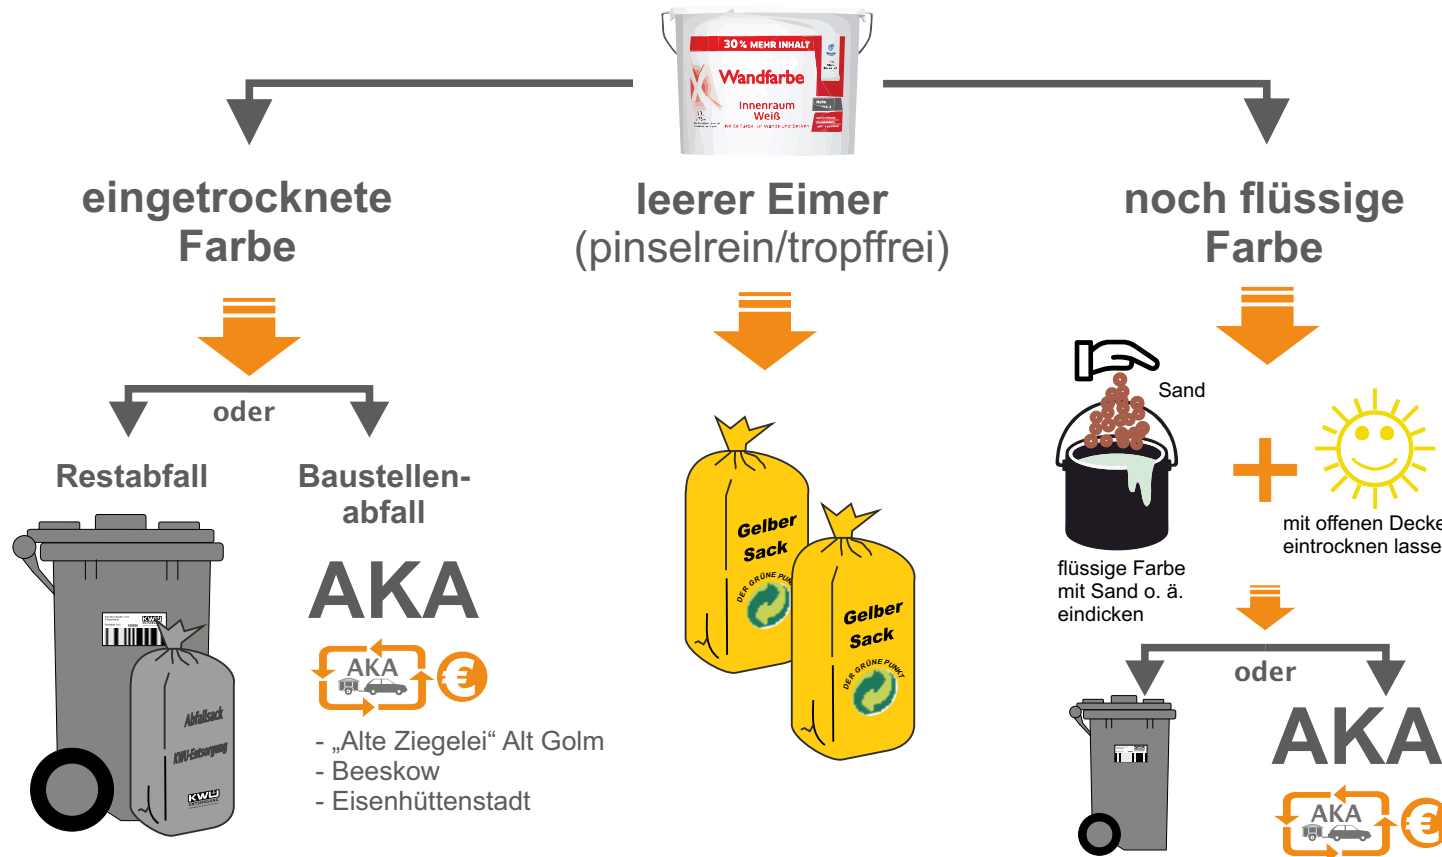 30% MEHR INHALT
Wandfarbe
Innenraum
Weiß
eingetrocknete
Farbe
oder
Restabfall
Baustellen-
abfall
KWU
Abfallsack
KWU-Entsorgung
KWU
ENTSORGUNG
AKA
AKA
€
- „Alte Ziegelei“ Alt Golm
- Beeskow
- Eisenhüttenstadt
leerer Eimer
(pinselrein/tropffrei)
Gelber
Sack
DER GRÜNE PUNKT
Gelber
Sack
DER GRÜNE PUNKT
noch flüssige
Farbe
Sand
+
flüssige Farbe
mit Sand o. ä.
eindicken
mit offenen Decke
eintrocknen lasse
oder
AKA
AKA
€